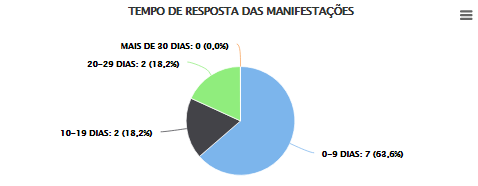 TEMPO DE RESPOSTA DAS MANIFESTAÇÕES
MAIS DE 30 DIAS: 0 (0,0%)
20-29 DIAS: 2 (18,2%)
10-19 DIAS: 2 (18,2%)
0-9 DIAS: 7 (63,6%)